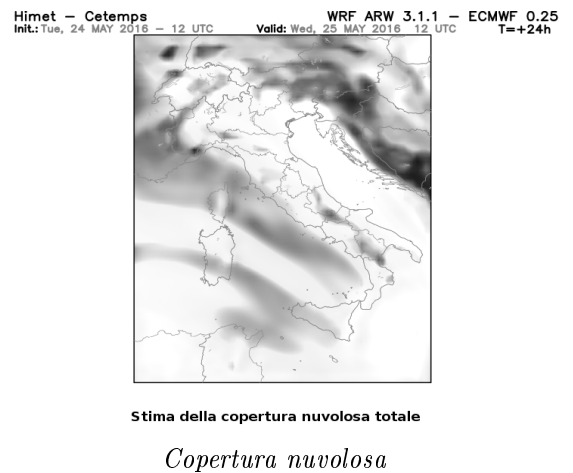 Himet – Cetemps WRF ARW 3.1.1 – ECMWF 0.25
Init.: Tue, 24 MAY 2016 – 12 UTC Valid: Wed, 25 MAY 2016 12 UTC T=+24h
Stima della copertura nuvolosa totale
Copertura nuvolosa